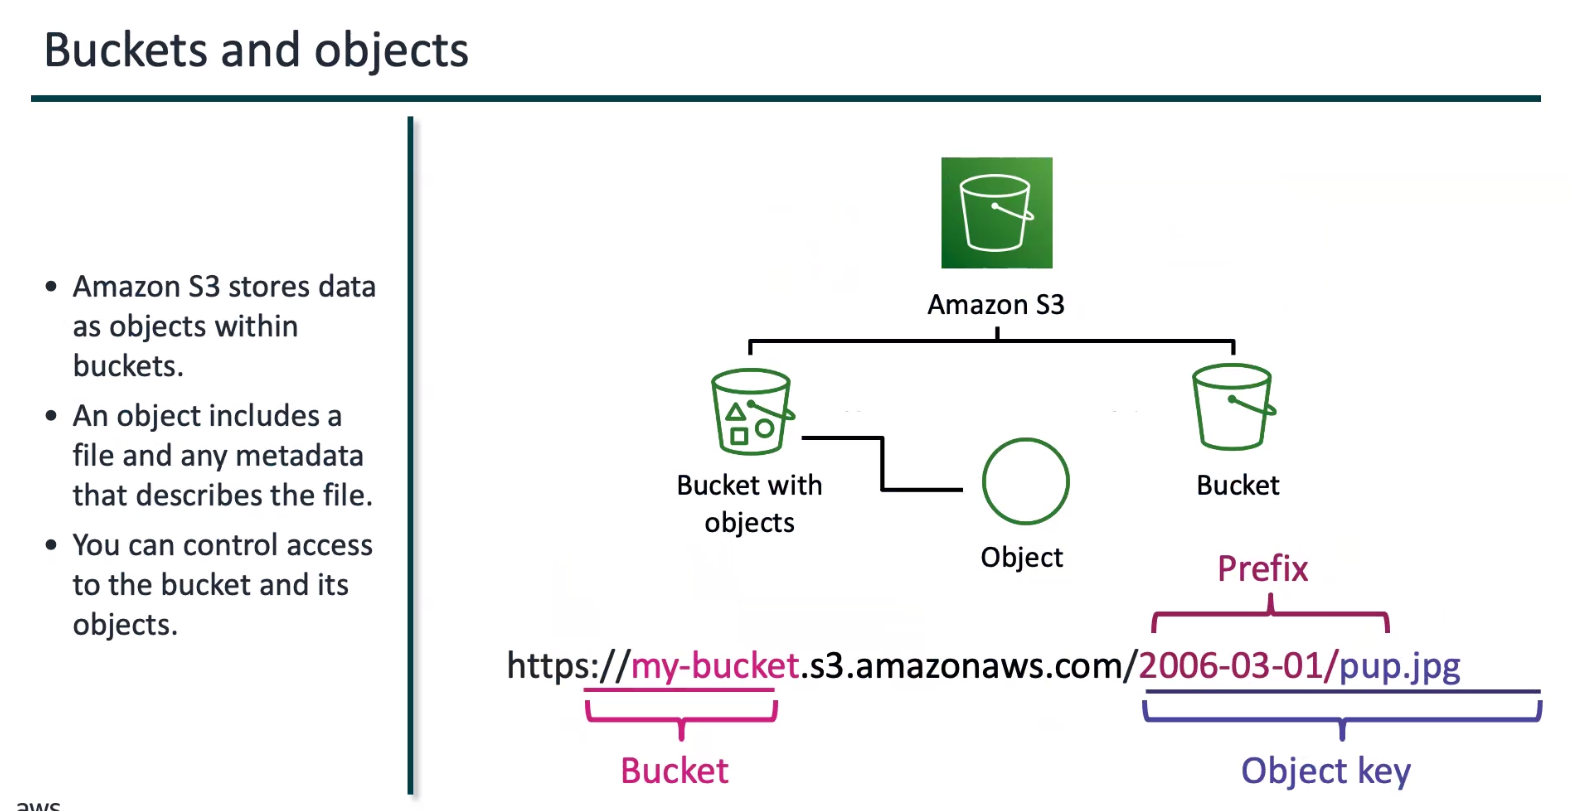 Buckets and objects
• Amazon S3 stores data
as objects within
buckets.
• An object includes a
file and any metadata
that describes the file.
• You can control access
to the bucket and its
objects.
Amazon S3
Bucket with
objects
Object
Bucket
Prefix
https://my-bucket.s3.amazonaws.com/2006-03-01/pup.jpg
Bucket
Object key
aws